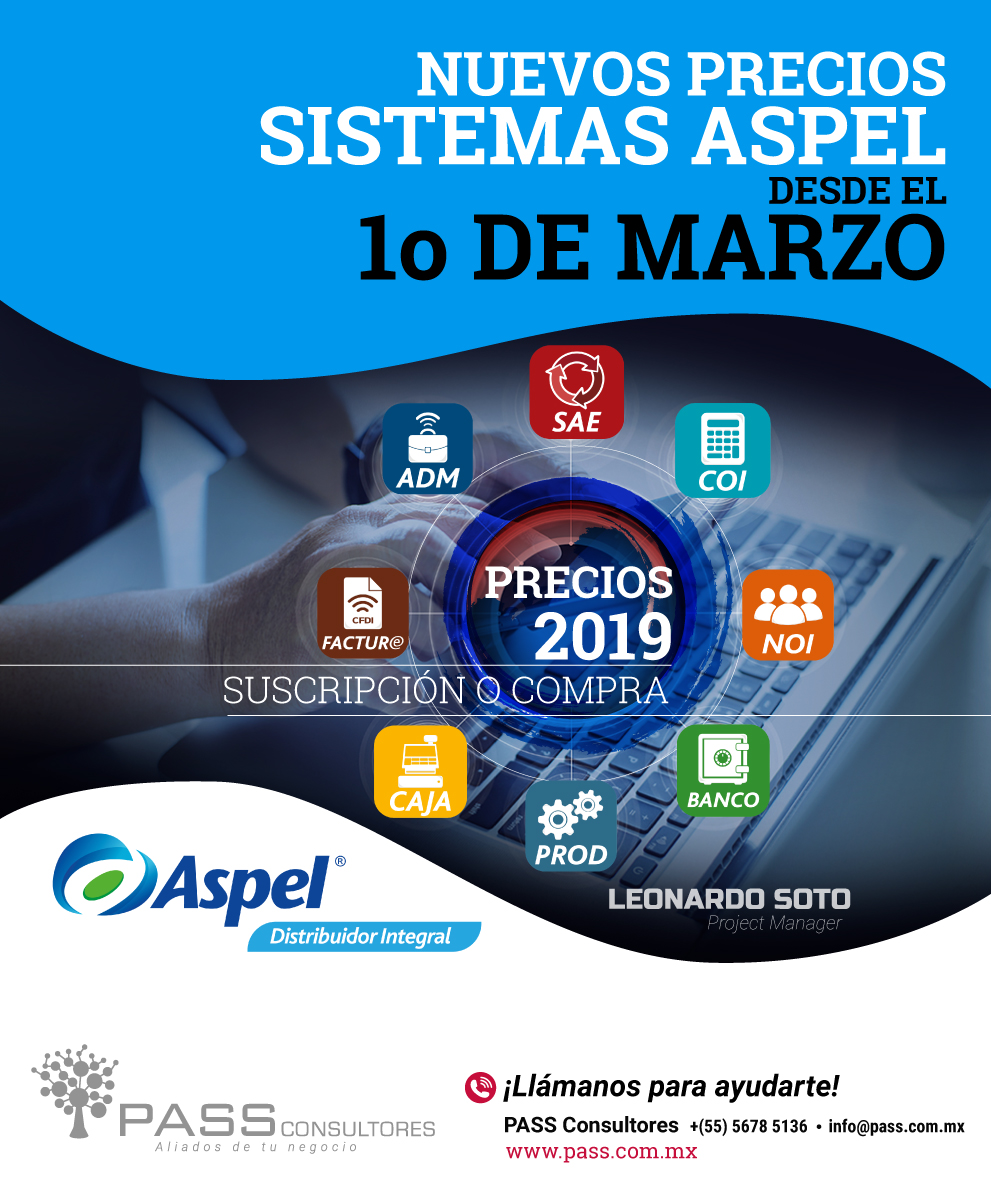 NUEVOS PRECIOS
SISTEMAS ASPEL
DESDE EL
1o DE MARZO
SAE
ADM
COI
CFDI
FACTUR@
PRECIOS
2019
NOI
SUSCRIPCIÓN O COMPRA
CAJA
BANCO
PROD
Aspel®
Distribuidor Integral
LEONARDO SOTO
Project Manager
PASS CONSULTORES
Aliados de tu negocio
¡Llámanos para ayudarte!
PASS Consultores +(55) 5678 5136 • info@pass.com.mx
www.pass.com.mx